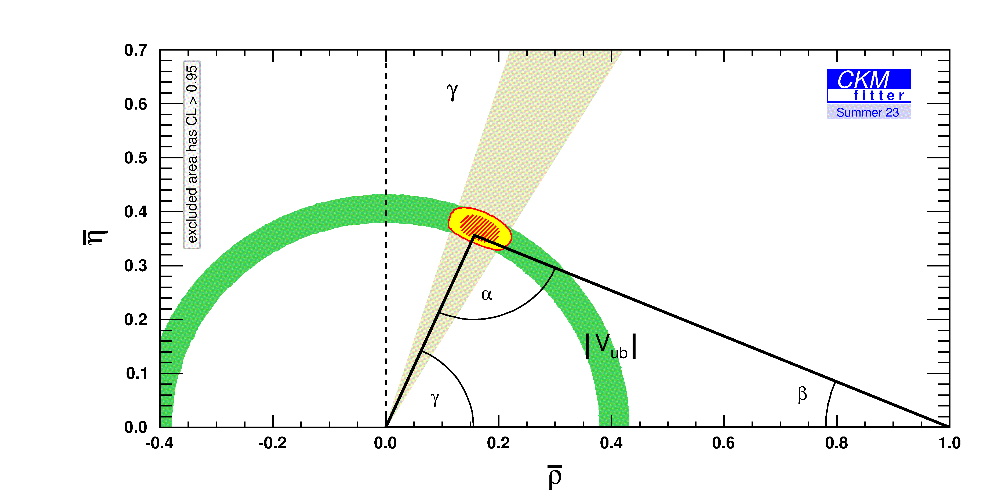 0.7
0.6
0.5
0.4
0.3
0.2
0.1
0.0
-0.4 -0.2 0.0 0.2 0.4 0.6 0.8 1.0
η̅
ρ̅
excluded area has CL > 0.95
γ
CKM
fitter
Summer 23
α
|V_ub|
γ
β